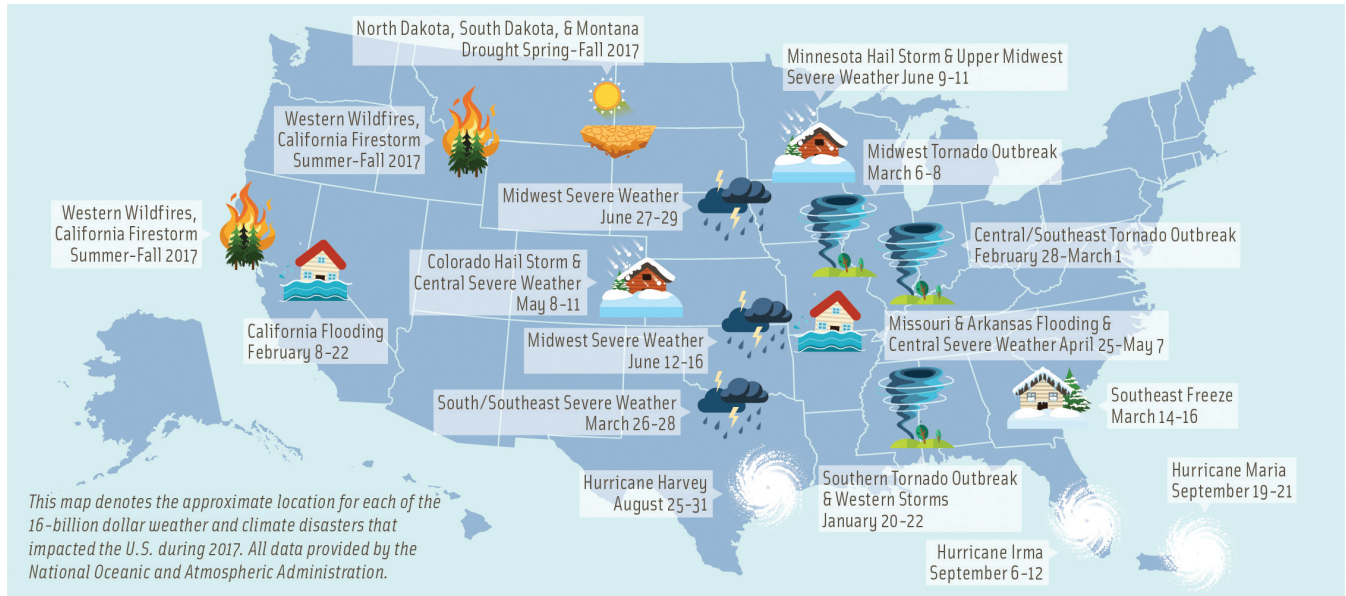 North Dakota, South Dakota, & Montana
Drought Spring-Fall 2017
Minnesota Hail Storm & Upper Midwest
Severe Weather June 9-11
Western Wildfires,
California Firestorm
Summer-Fall 2017
Midwest Tornado Outbreak
March 6-8
Midwest Severe Weather
June 27-29
Western Wildfires,
California Firestorm
Summer-Fall 2017
Central/Southeast Tornado Outbreak
February 28-March 1
Colorado Hail Storm &
Central Severe Weather
May 8-11
California Flooding
February 8-22
Midwest Severe Weather
June 12-16
Missouri & Arkansas Flooding &
Central Severe Weather April 25-May 7
South/Southeast Severe Weather
March 26-28
Southeast Freeze
March 14-16
Hurricane Harvey
August 25-31
Southern Tornado Outbreak
& Western Storms
January 20-22
Hurricane Maria
September 19-21
Hurricane Irma
September 6-12
This map denotes the approximate location for each of the
16-billion dollar weather and climate disasters that
impacted the U.S. during 2017. All data provided by the
National Oceanic and Atmospheric Administration.